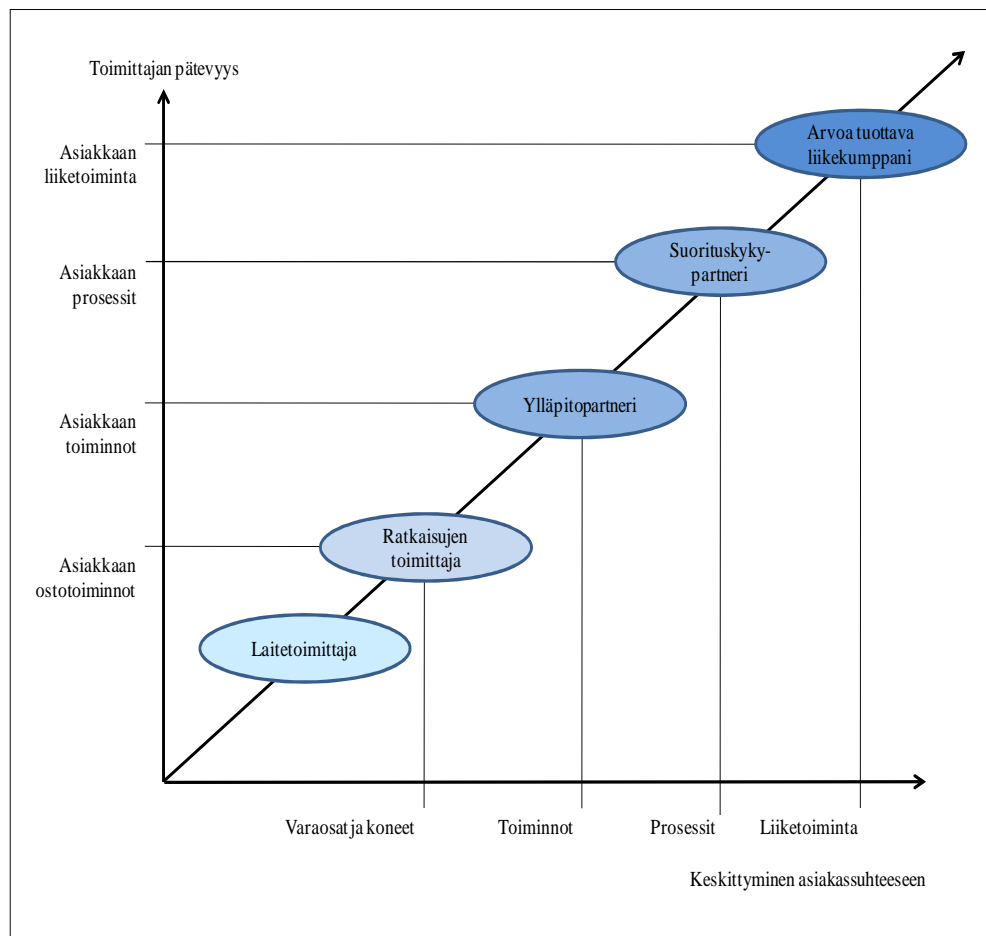 Toimittajan pätevyys
Arvoa tuottava
liikekumppani
Asiakkaan
liiketoiminta
Suorituskyky-
partneri
Asiakkaan
prosessit
Ylläpitopartneri
Asiakkaan
toiminnot
Ratkaisujen
toimittaja
Asiakkaan
ostotoiminnot
Laitetoimittaja
Varaosat ja koneet
Toiminnot
Prosessit
Liiketoiminta
Keskittyminen asiakassuhteeseen